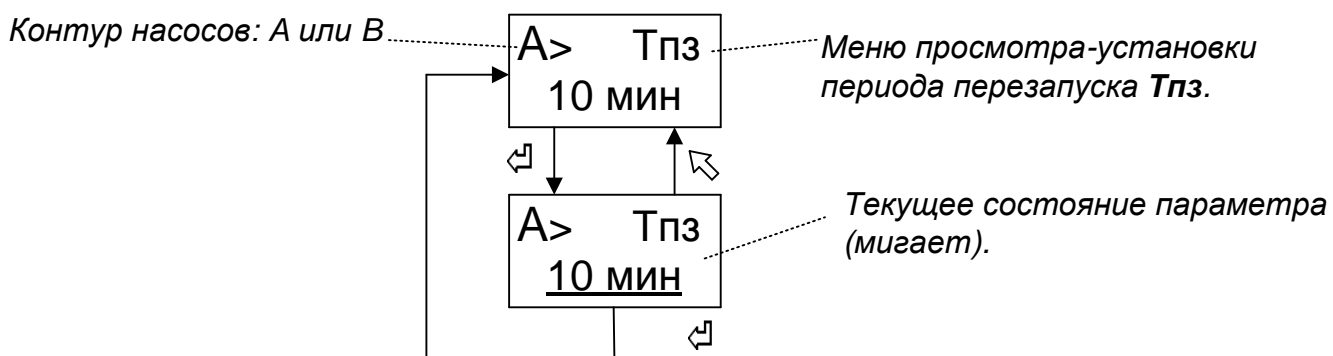 Контур насосов: А или В
А> Тпз
10 мин
Меню просмотра-установки
периода перезапуска Тпз.
А> Тпз
10 мин
Текущее состояние параметра
(мигает).